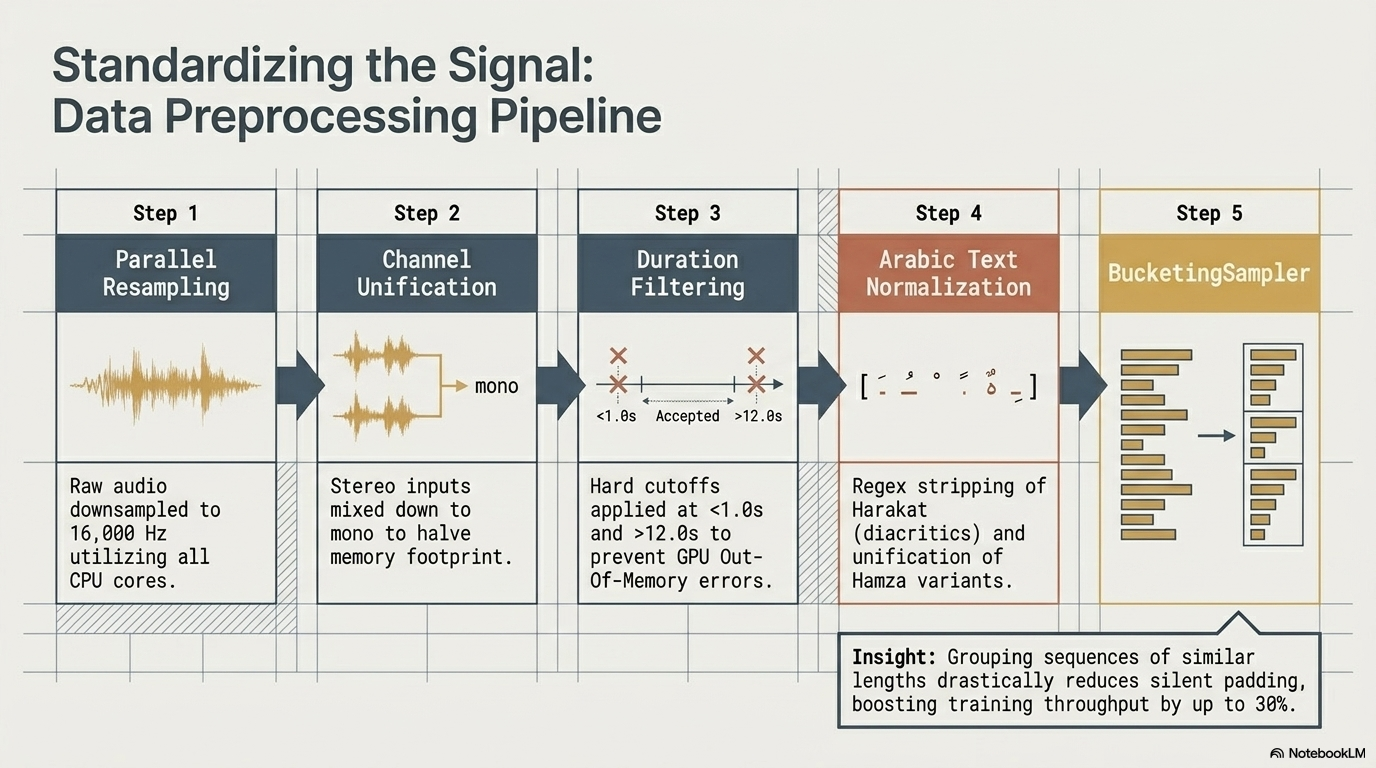 Standardizing the Signal:
Data Preprocessing Pipeline
Step 1
Parallel
Resampling
Raw audio
downsampled to
16,000 Hz
utilizing all
CPU cores.
Step 2
Channel
Unification
mono
Stereo inputs
mixed down to
mono to halve
memory footprint.
Step 3
Duration
Filtering
<1.0s
Accepted
>12.0s
Hard cutoffs
applied at <1.0s
and >12.0s to
prevent GPU Out-
Of-Memory errors.
Step 4
Arabic Text
Normalization
Regex stripping of
Harakat
(diacritics) and
unification of
Hamza variants.
Step 5
BucketingSampler
Insight: Grouping sequences of similar
lengths drastically reduces silent padding,
boosting training throughput by up to 30%.
NotebookLM